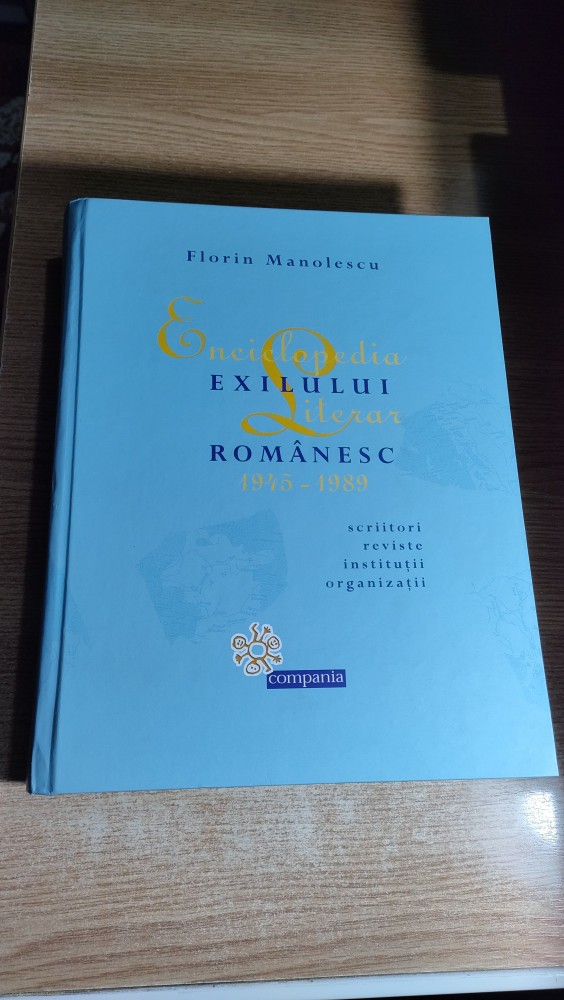 Florin Manolescu
Enciclopedia
EXILULUI
Literar
ROMÂNESC
1945 - 1989
scriitori
reviste
instituții
organizații
compania